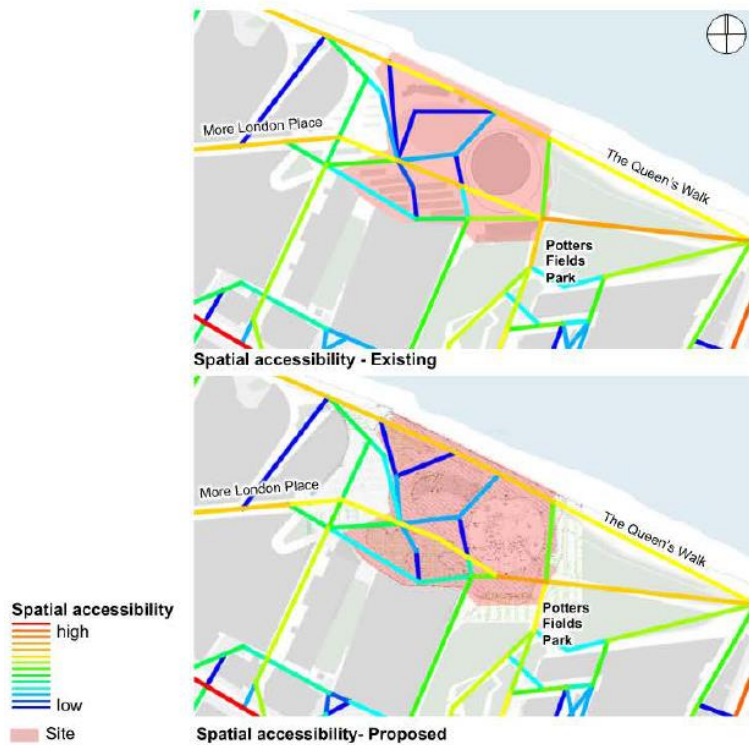 More London Place
The Queen's Walk
Potters
Fields
Park
Spatial accessibility - Existing
More London Place
The Queen's Walk
Potters
Fields
Park
Spatial accessibility
high
low
Site
Spatial accessibility- Proposed